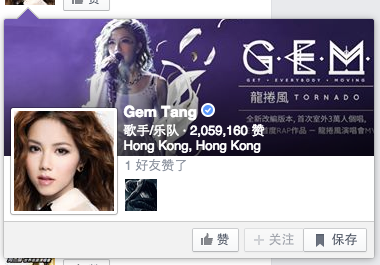 赞
G.E.M.
GET · EVERYBODY · MOVING
龍捲風 TORNADO
全新改編版本, 首次室外3萬人個唱,
度RAP作品 — 龍捲風演唱會MV
Gem Tang
歌手/乐队 · 2,059,160 赞
Hong Kong, Hong Kong
1 好友赞了
赞
关注
保存